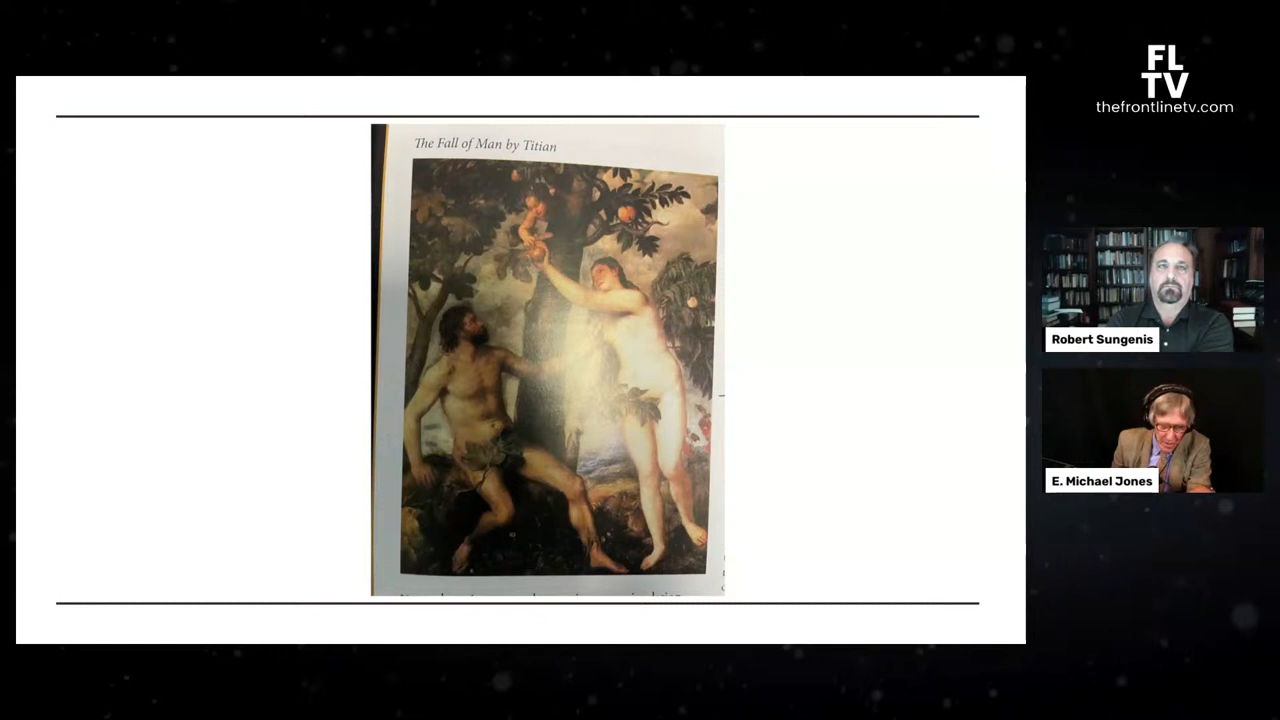 FL
TV
thefrontlinetv.com
The Fall of Man by Titian
Robert Sungenis
E. Michael Jones